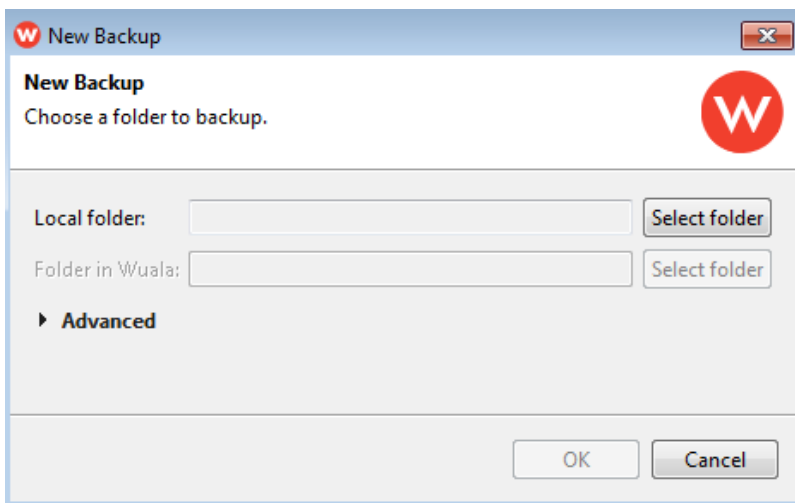 New Backup
New Backup
Choose a folder to backup.
W
Local folder: Select folder
Folder in Wuala: Select folder
Advanced
OK Cancel